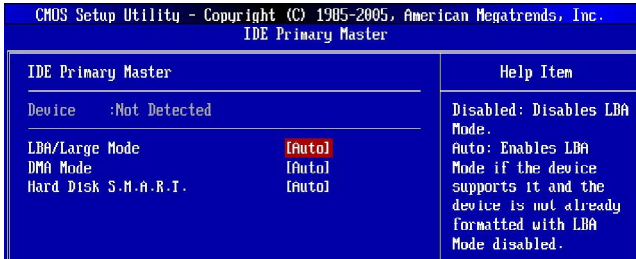 CMOS Setup Utility - Copyright (C) 1985-2005, American Megatrends, Inc.
IDE Primary Master
IDE Primary Master
Device :Not Detected
LBA/Large Mode [Auto]
DMA Mode [Auto]
Hard Disk S.M.A.R.T. [Auto]
Help Item
Disabled: Disables LBA
Mode.
Auto: Enables LBA
Mode if the device
supports it and the
device is not already
formatted with LBA
Mode disabled.